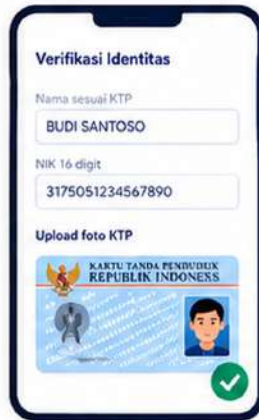 Verifikasi Identitas
Nama sesuai KTP
BUDI SANTOSO
NIK 16 digit
3175051234567890
Upload foto KTP
KARTU TANDA PENDUDUK
REPUBLIK INDONESS